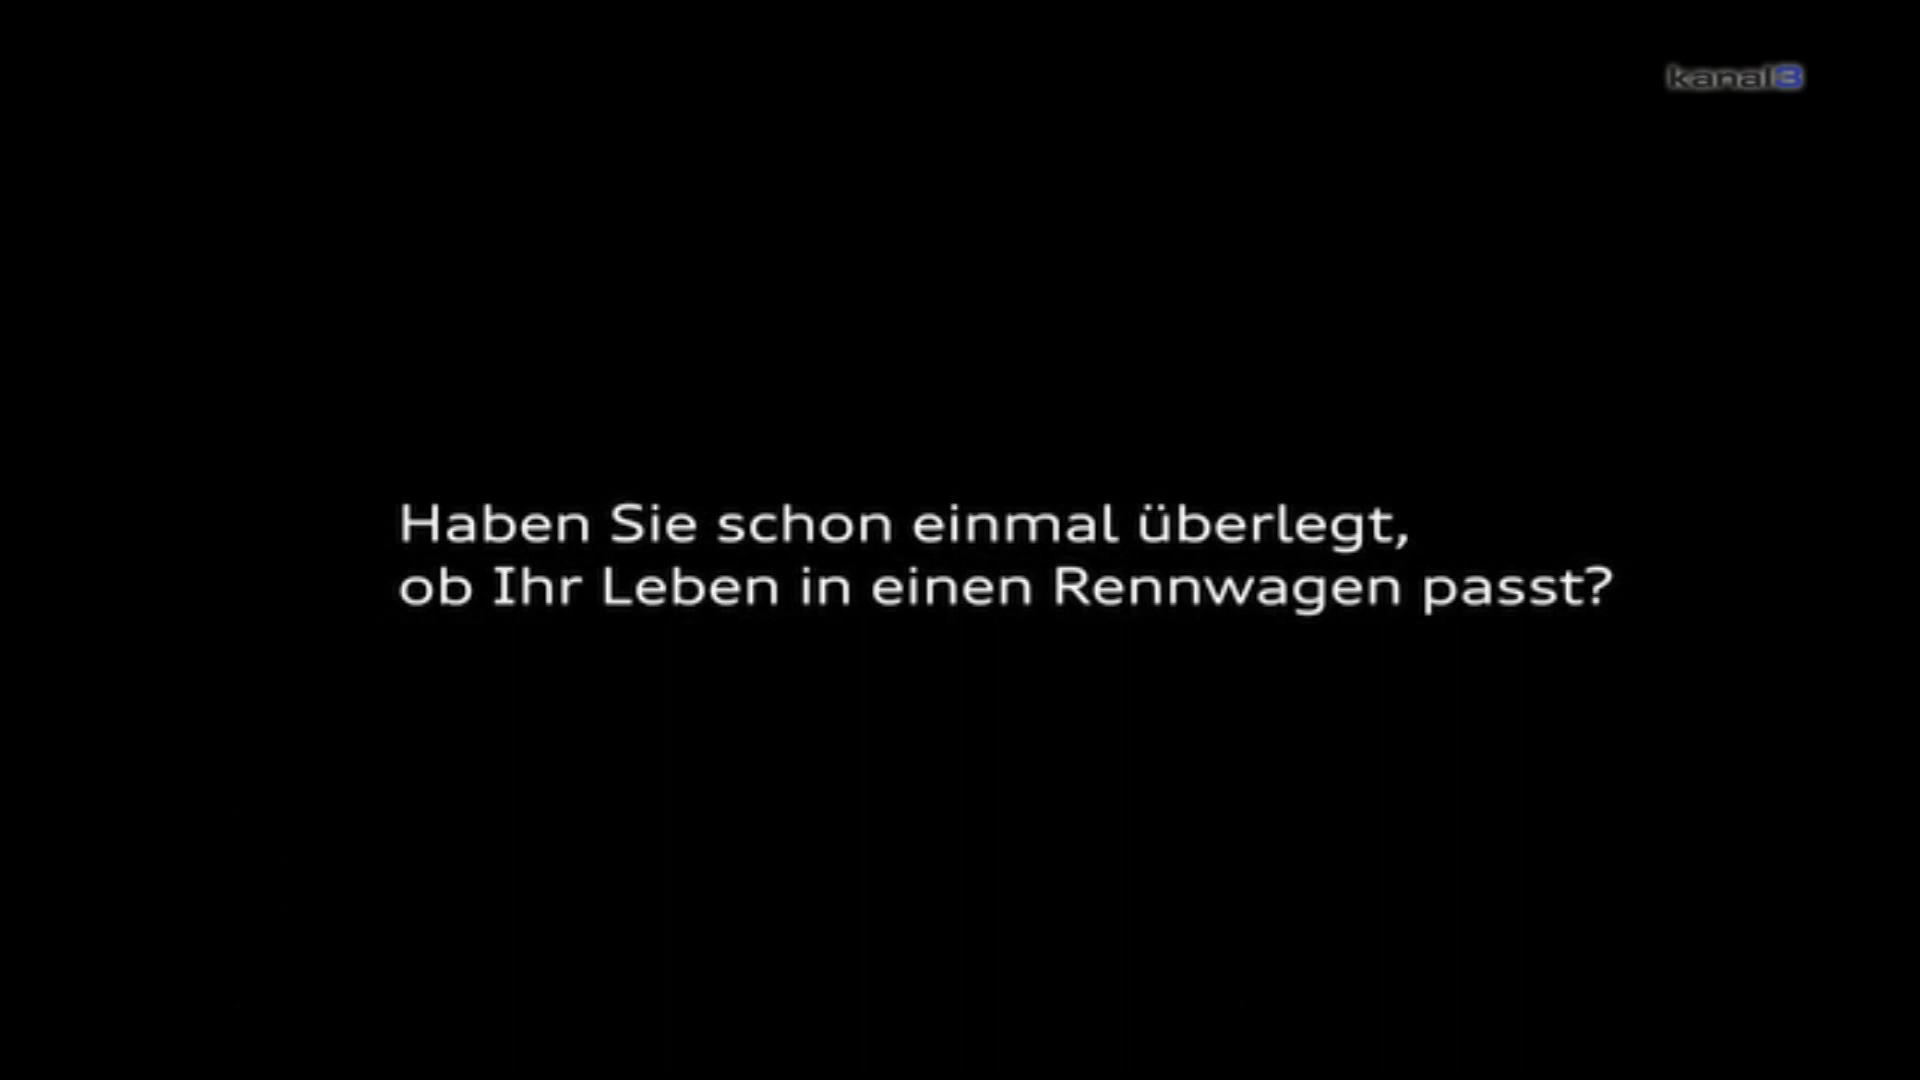 kanal3
Haben Sie schon einmal überlegt,
ob Ihr Leben in einen Rennwagen passt?